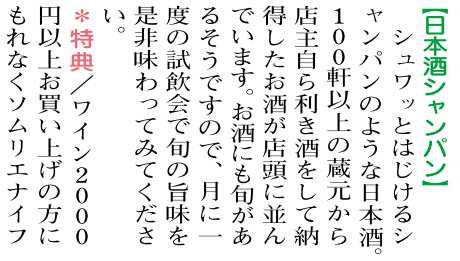 【日本酒シャンパン】
シュワッとはじけるシ
ャンパンのような日本酒。
100軒以上の蔵元から
店主自ら利き酒をして納
得したお酒が店頭に並ん
でいます。お酒にも旬があ
るそうですので、月に一
度の試飲会で旬の旨味を
是非味わってみてくださ
い。
＊特典／ワイン2000
円以上お買い上げの方に
もれなくソムリエナイフ